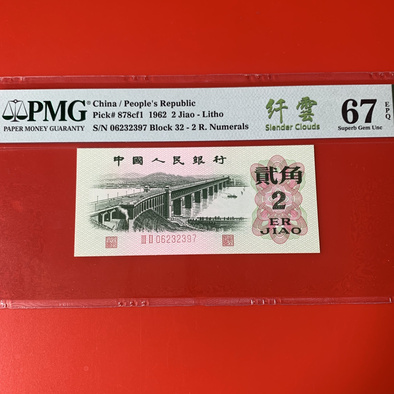 PMG
PAPER MONEY GUARANTY
China / People's Republic
Pick# 878cf1 1962 2 Jiao - Litho
S/N 06232397 Block 32 - 2 R. Numerals
纤雲
Slender Clouds
67
EPQ
Superb Gem Unc
中國人民銀行
貳角
2
ER
JIAO
III II 06232397